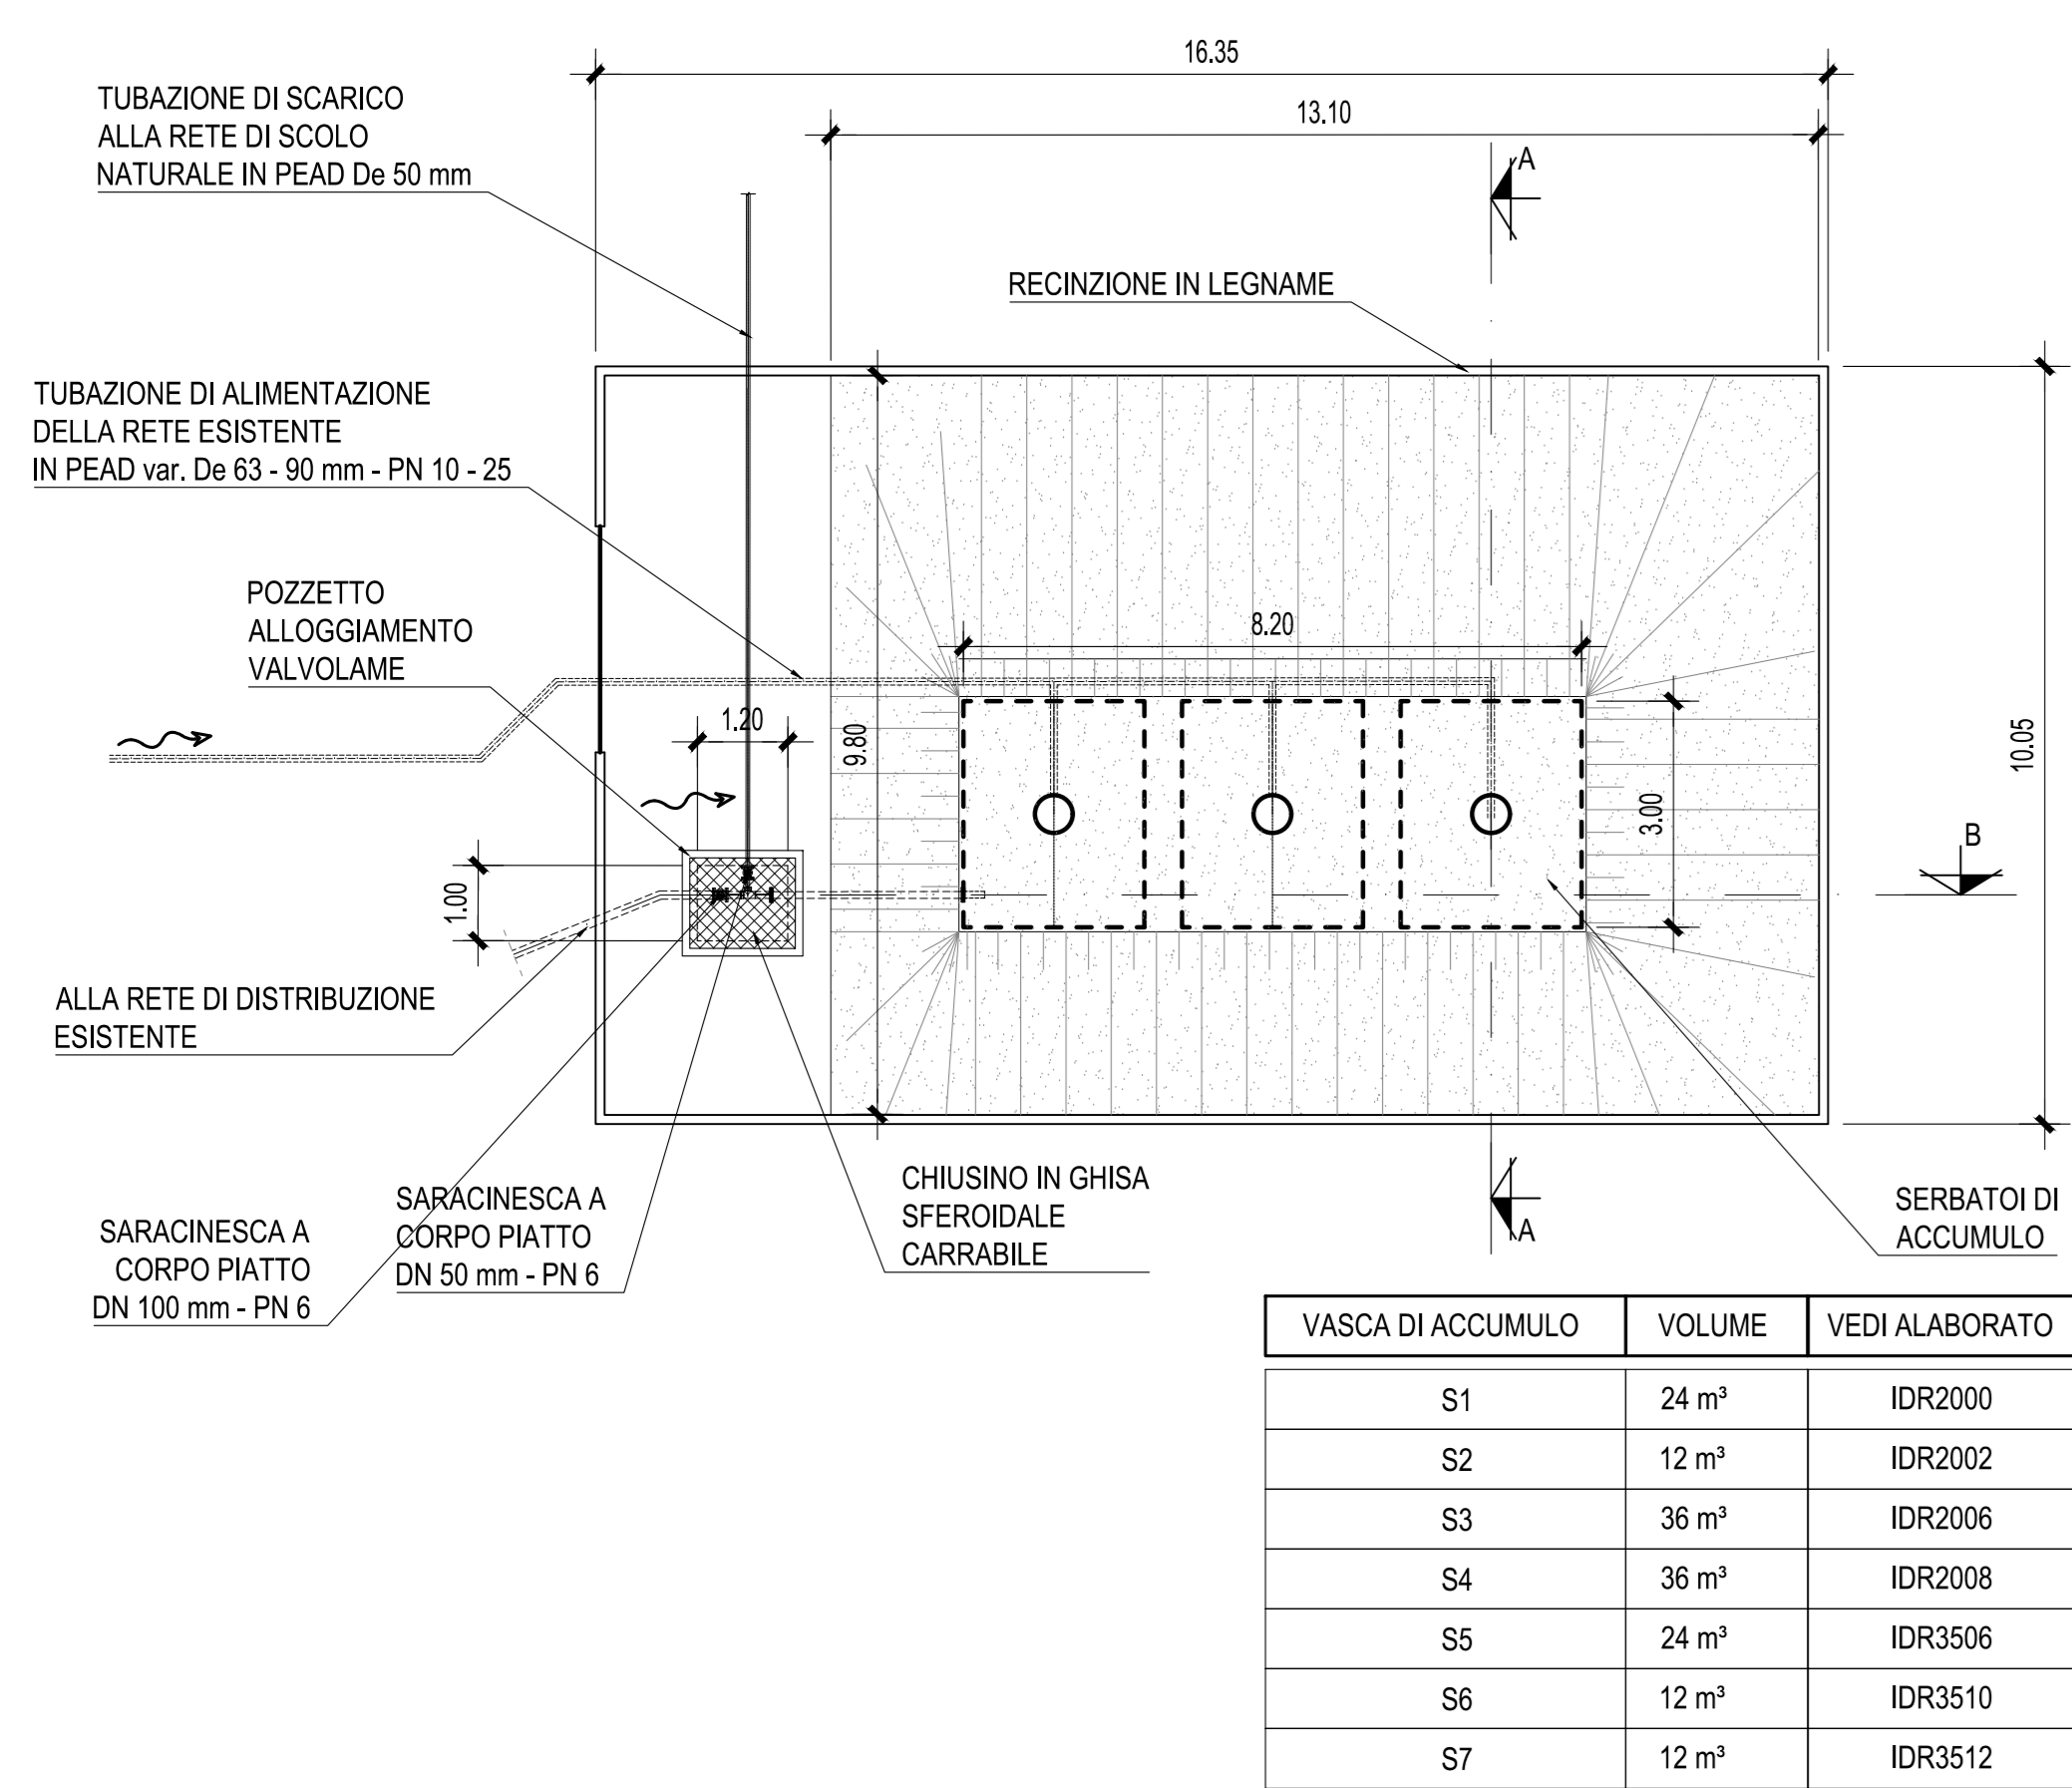 16.35
TUBAZIONE DI SCARICO
ALLA RETE DI SCOLO
NATURALE IN PEAD De 50 mm
13.10
A
RECINZIONE IN LEGNAME
TUBAZIONE DI ALIMENTAZIONE
DELLA RETE ESISTENTE
IN PEAD var. De 63 - 90 mm - PN 10 - 25
POZZETTO
ALLOGGIAMENTO
VALVOLAME
8.20
1.20
9.80
10.05
3.00
B
1.00
ALLA RETE DI DISTRIBUZIONE
ESISTENTE
SARACINESCA A
CORPO PIATTO
DN 100 mm - PN 6
SARACINESCA A
CORPO PIATTO
DN 50 mm - PN 6
CHIUSINO IN GHISA
SFEROIDALE
CARRABILE
A
SERBATOI DI
ACCUMULO
VASCA DI ACCUMULO VOLUME VEDI ALABORATO
S1 24 m³ IDR2000
S2 12 m³ IDR2002
S3 36 m³ IDR2006
S4 36 m³ IDR2008
S5 24 m³ IDR3506
S6 12 m³ IDR3510
S7 12 m³ IDR3512